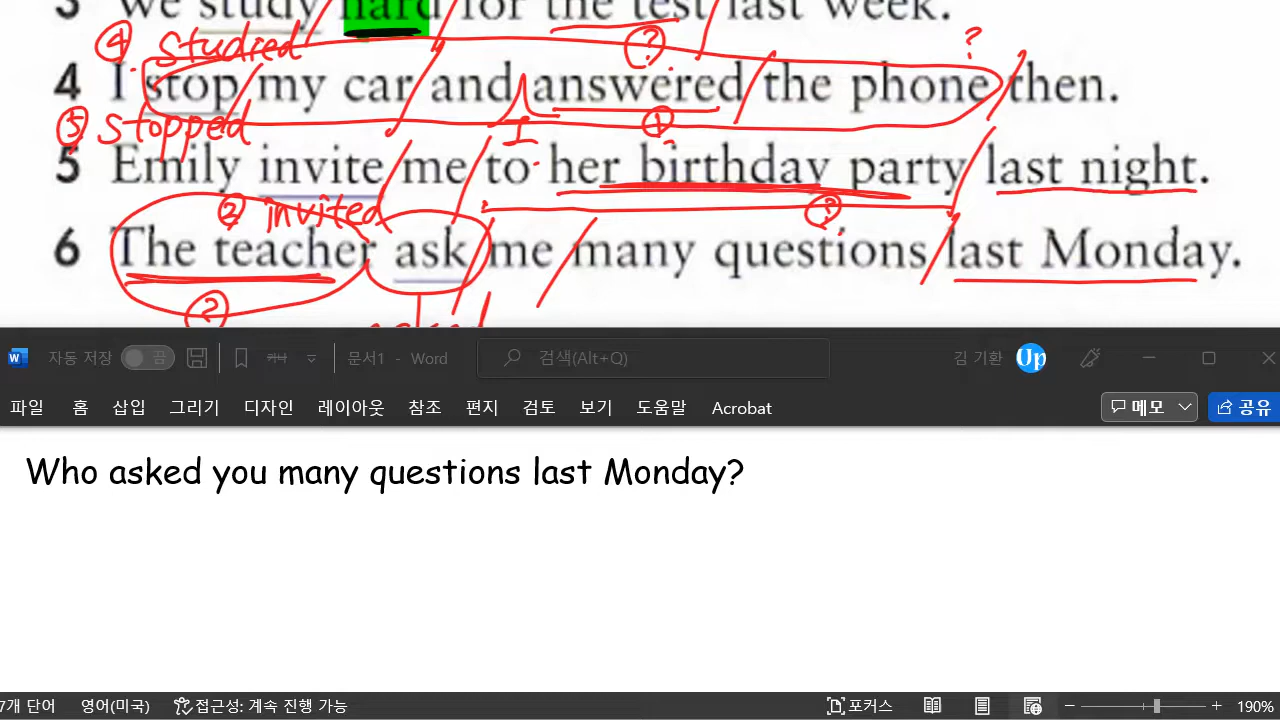 3 We study hard for the test last week.
④ studied ?
4 I stop my car and answered the phone then.
⑤ stopped I ①
5 Emily invite me to her birthday party last night.
② invited ?
6 The teacher ask me many questions last Monday.
?
자동 저장 끔 가나 문서1 - Word 검색(Alt+Q) 김 기환 Up
파일 홈 삽입 그리기 디자인 레이아웃 참조 편지 검토 보기 도움말 Acrobat 메모 공유
Who asked you many questions last Monday?
7개 단어 영어(미국) 접근성: 계속 진행 가능 포커스 190%